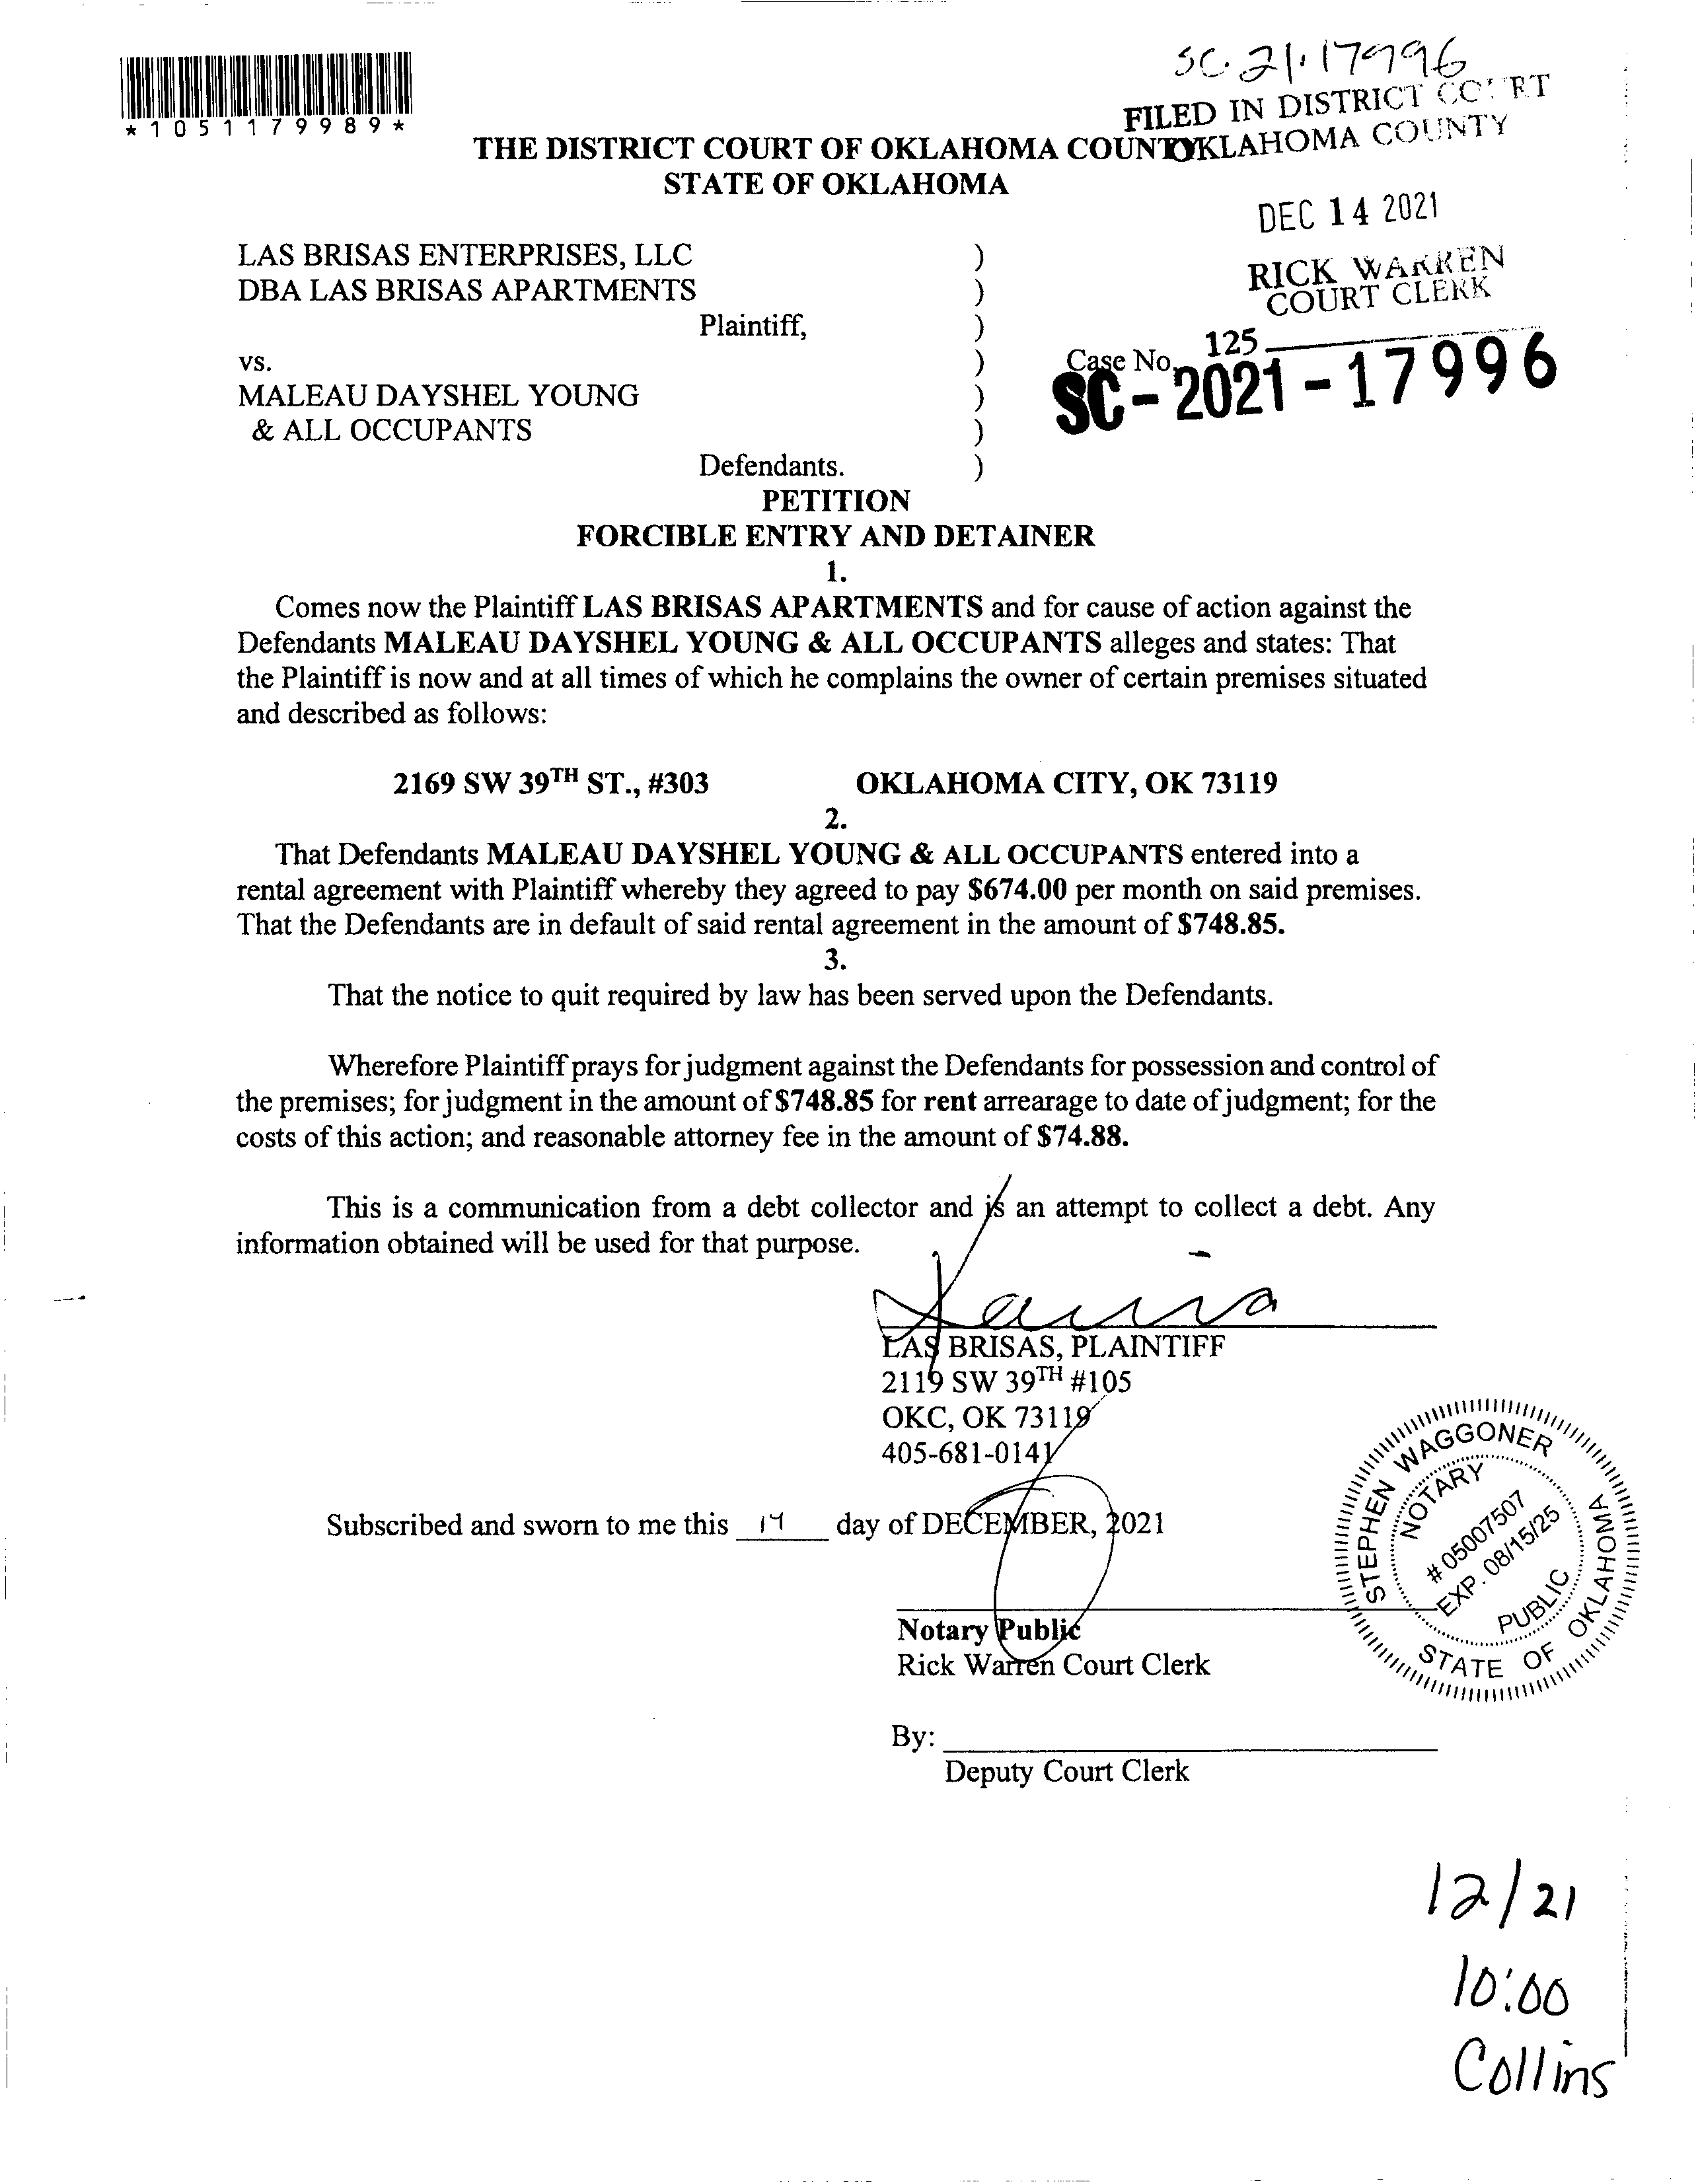 SC-21-17996
*1051179989*
FILED IN DISTRICT COURT
OKLAHOMA COUNTY
THE DISTRICT COURT OF OKLAHOMA COUNTY
STATE OF OKLAHOMA
DEC 14 2021
RICK WARREN
COURT CLERK
125
LAS BRISAS ENTERPRISES, LLC )
DBA LAS BRISAS APARTMENTS )
Plaintiff, )
vs. ) Case No.
SC-2021-17996
MALEAU DAYSHEL YOUNG )
& ALL OCCUPANTS )
Defendants. )
PETITION
FORCIBLE ENTRY AND DETAINER
1.
Comes now the Plaintiff LAS BRISAS APARTMENTS and for cause of action against the
Defendants MALEAU DAYSHEL YOUNG & ALL OCCUPANTS alleges and states: That
the Plaintiff is now and at all times of which he complains the owner of certain premises situated
and described as follows:
2169 SW 39TH ST., #303 OKLAHOMA CITY, OK 73119
2.
That Defendants MALEAU DAYSHEL YOUNG & ALL OCCUPANTS entered into a
rental agreement with Plaintiff whereby they agreed to pay $674.00 per month on said premises.
That the Defendants are in default of said rental agreement in the amount of $748.85.
3.
That the notice to quit required by law has been served upon the Defendants.
Wherefore Plaintiff prays for judgment against the Defendants for possession and control of
the premises; for judgment in the amount of $748.85 for rent arrearage to date of judgment; for the
costs of this action; and reasonable attorney fee in the amount of $74.88.
This is a communication from a debt collector and is an attempt to collect a debt. Any
information obtained will be used for that purpose.
LAS BRISAS, PLAINTIFF
2119 SW 39TH #105
OKC, OK 73119
405-681-0141
Subscribed and sworn to me this 14 day of DECEMBER, 2021
STEPHEN WAGGONER
NOTARY
# 05007507
EXP. 08/15/25
PUBLIC
STATE OF OKLAHOMA
Notary Public
Rick Warren Court Clerk
By:
Deputy Court Clerk
12/21
10:00
Collins